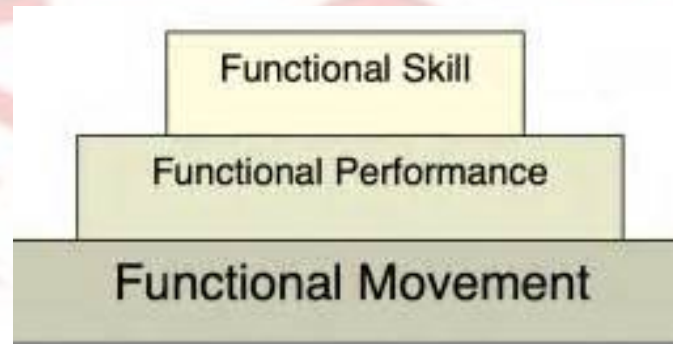 Functional Skill
Functional Performance
Functional Movement